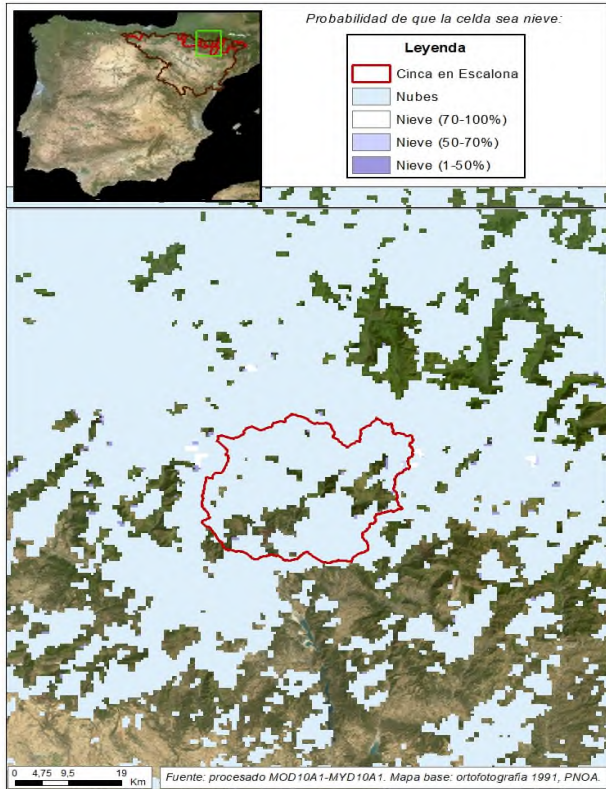 Probabilidad de que la celda sea nieve:
Leyenda
Cinca en Escalona
Nubes
Nieve (70-100%)
Nieve (50-70%)
Nieve (1-50%)
0 4,75 9,5 19
Km
Fuente: procesado MOD10A1-MYD10A1. Mapa base: ortofotografia 1991, PNOA.